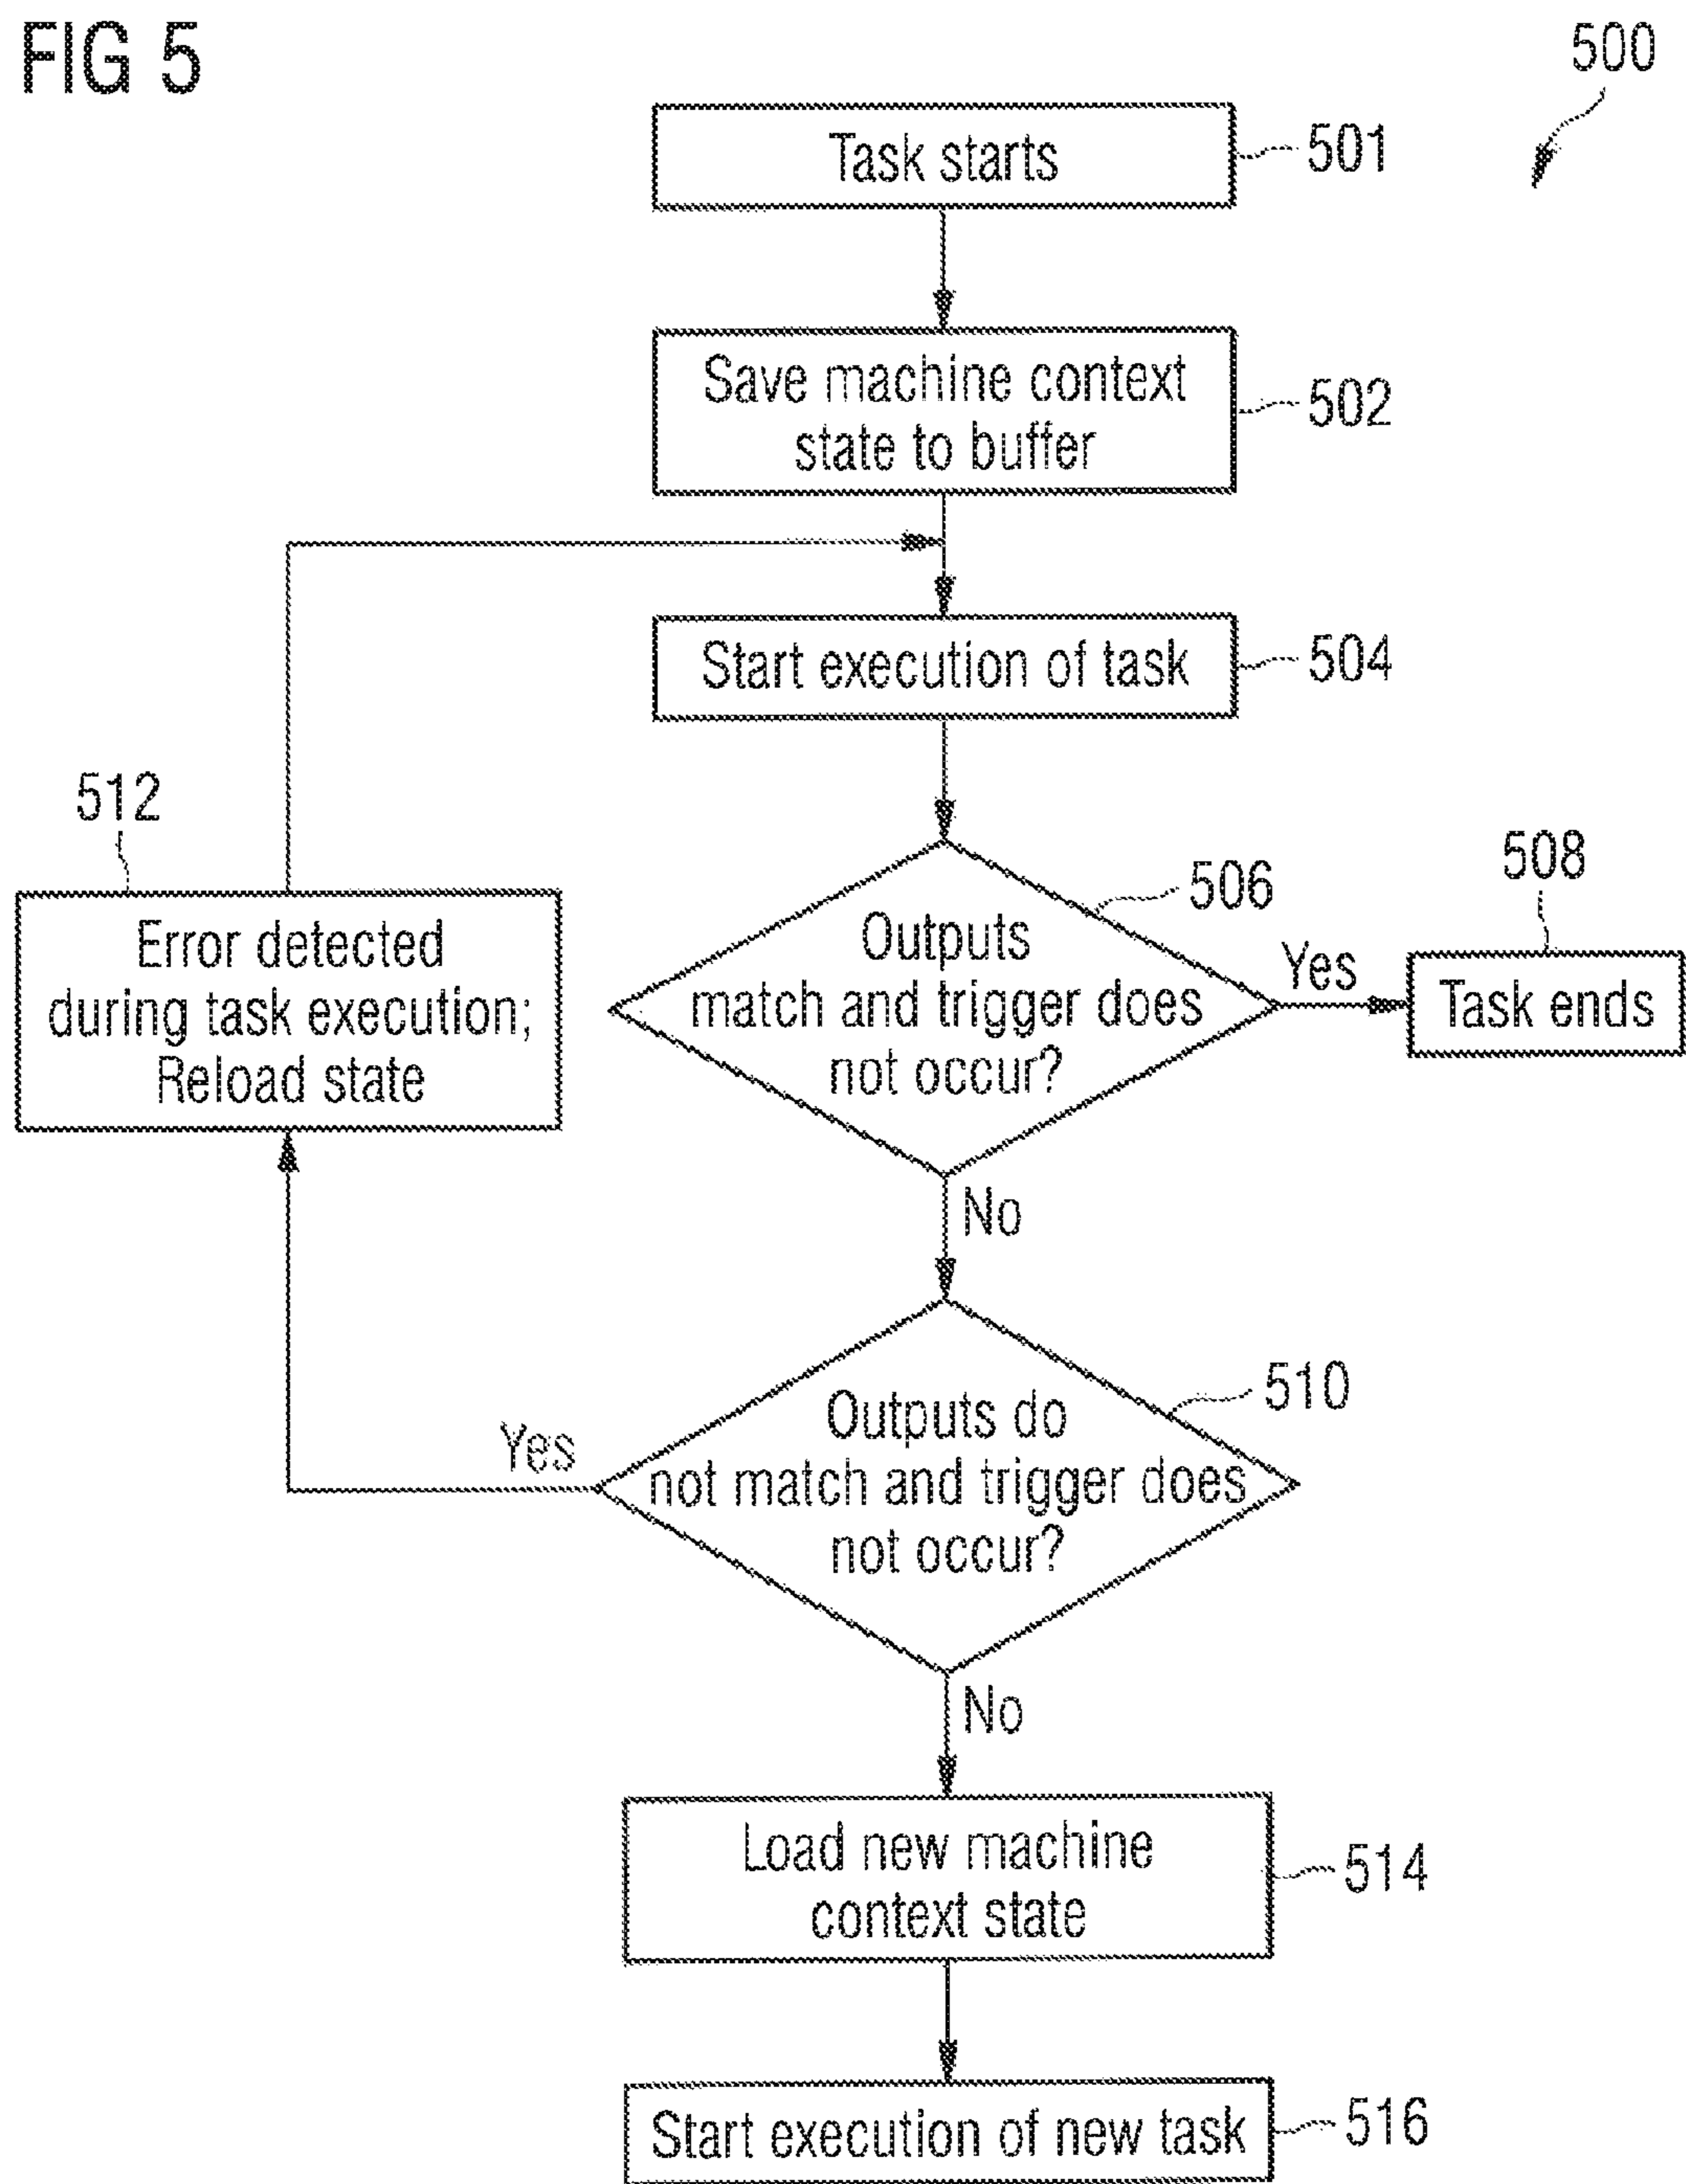 FIG 5
500
Task starts
501
Save machine context
state to buffer
502
Start execution of task
504
512
Error detected
during task execution;
Reload state
Outputs
match and trigger does
not occur?
506
Yes
508
Task ends
No
Outputs do
not match and trigger does
not occur?
510
Yes
No
Load new machine
context state
514
Start execution of new task
516